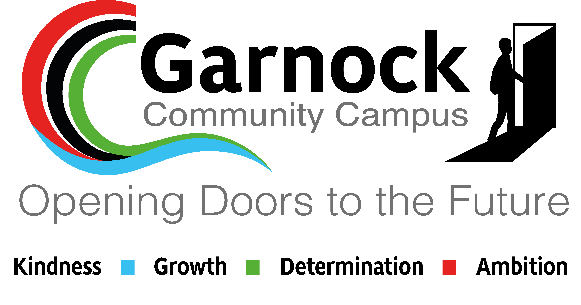 Garnock
Community Campus
Opening Doors to the Future
Kindness Growth Determination Ambition